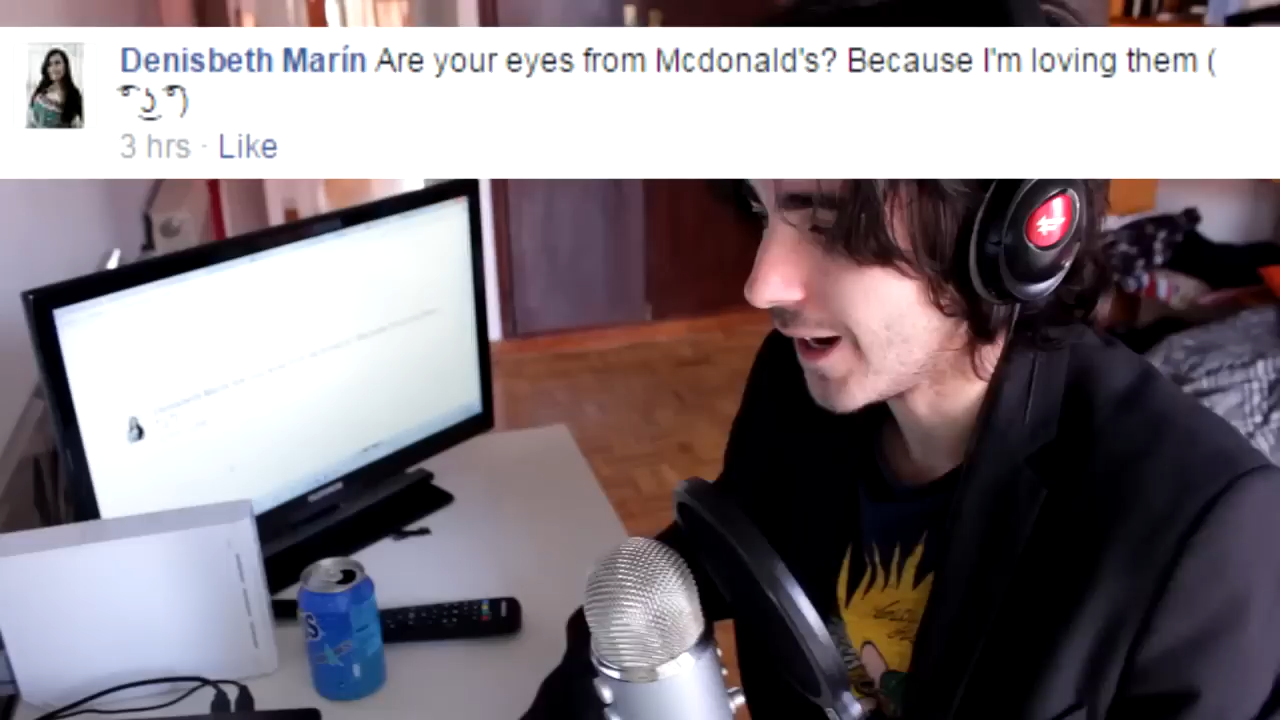 Denisbeth Marín Are your eyes from Mcdonald's? Because I'm loving them (
͡° ͜ʖ ͡°)
3 hrs · Like